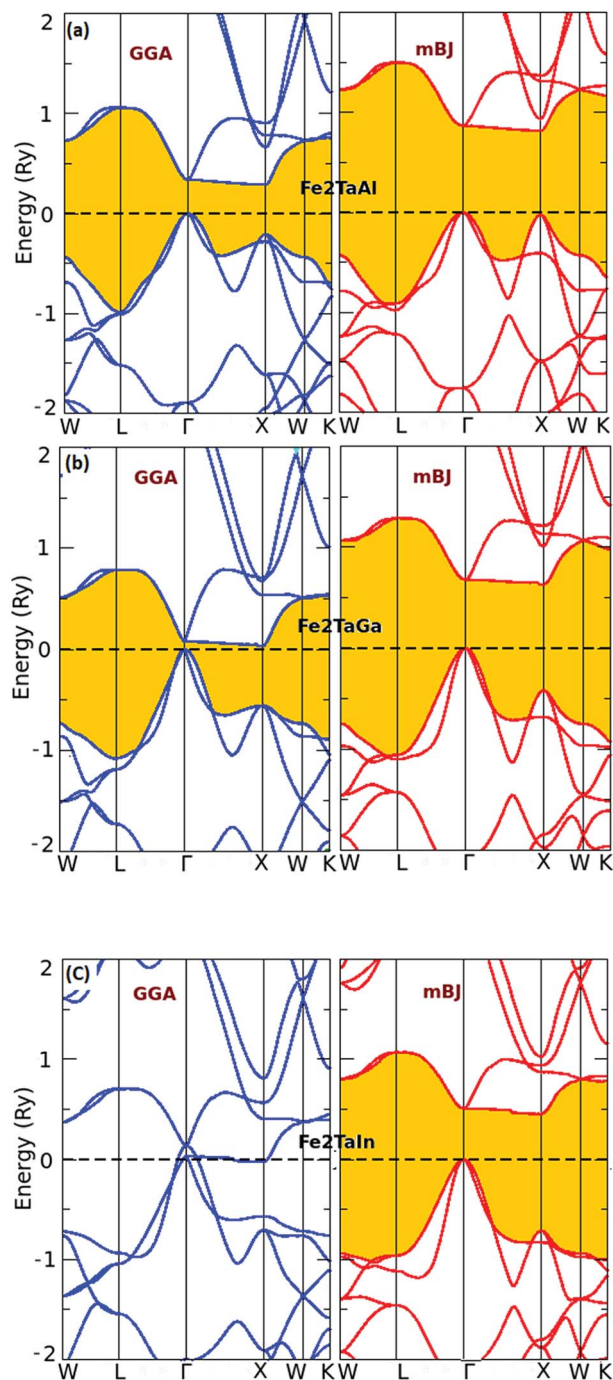 (a)
GGA
mBJ
Energy (Ry)
2
1
0
-1
-2
Fe2TaAl
W L Γ X W K
W L Γ X W K
(b)
GGA
mBJ
Energy (Ry)
2
1
0
-1
-2
Fe2TaGa
W L Γ X W K
W L Γ X W K
(C)
GGA
mBJ
Energy (Ry)
2
1
0
-1
-2
Fe2TaIn
W L Γ X W K
W L Γ X W K